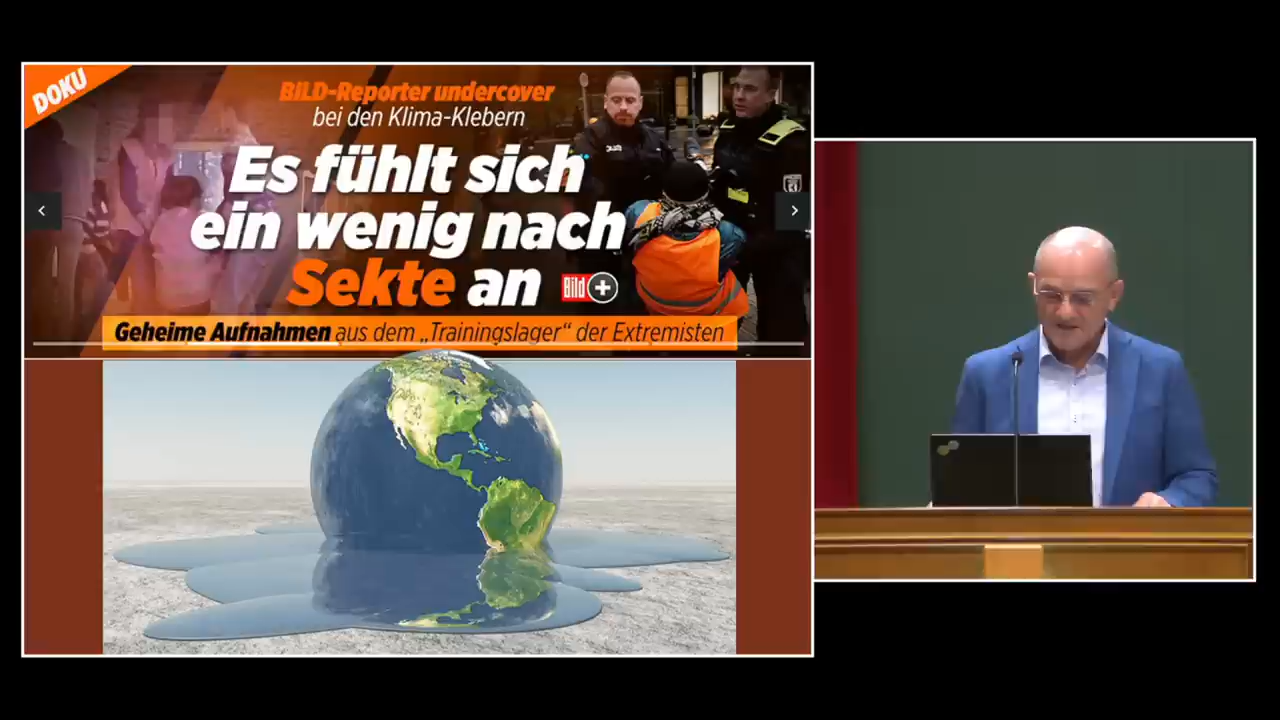 DOKU
BILD-Reporter undercover
bei den Klima-Klebern
Es fühlt sich
ein wenig nach
Sekte an
Bild +
Geheime Aufnahmen aus dem „Trainingslager“ der Extremisten